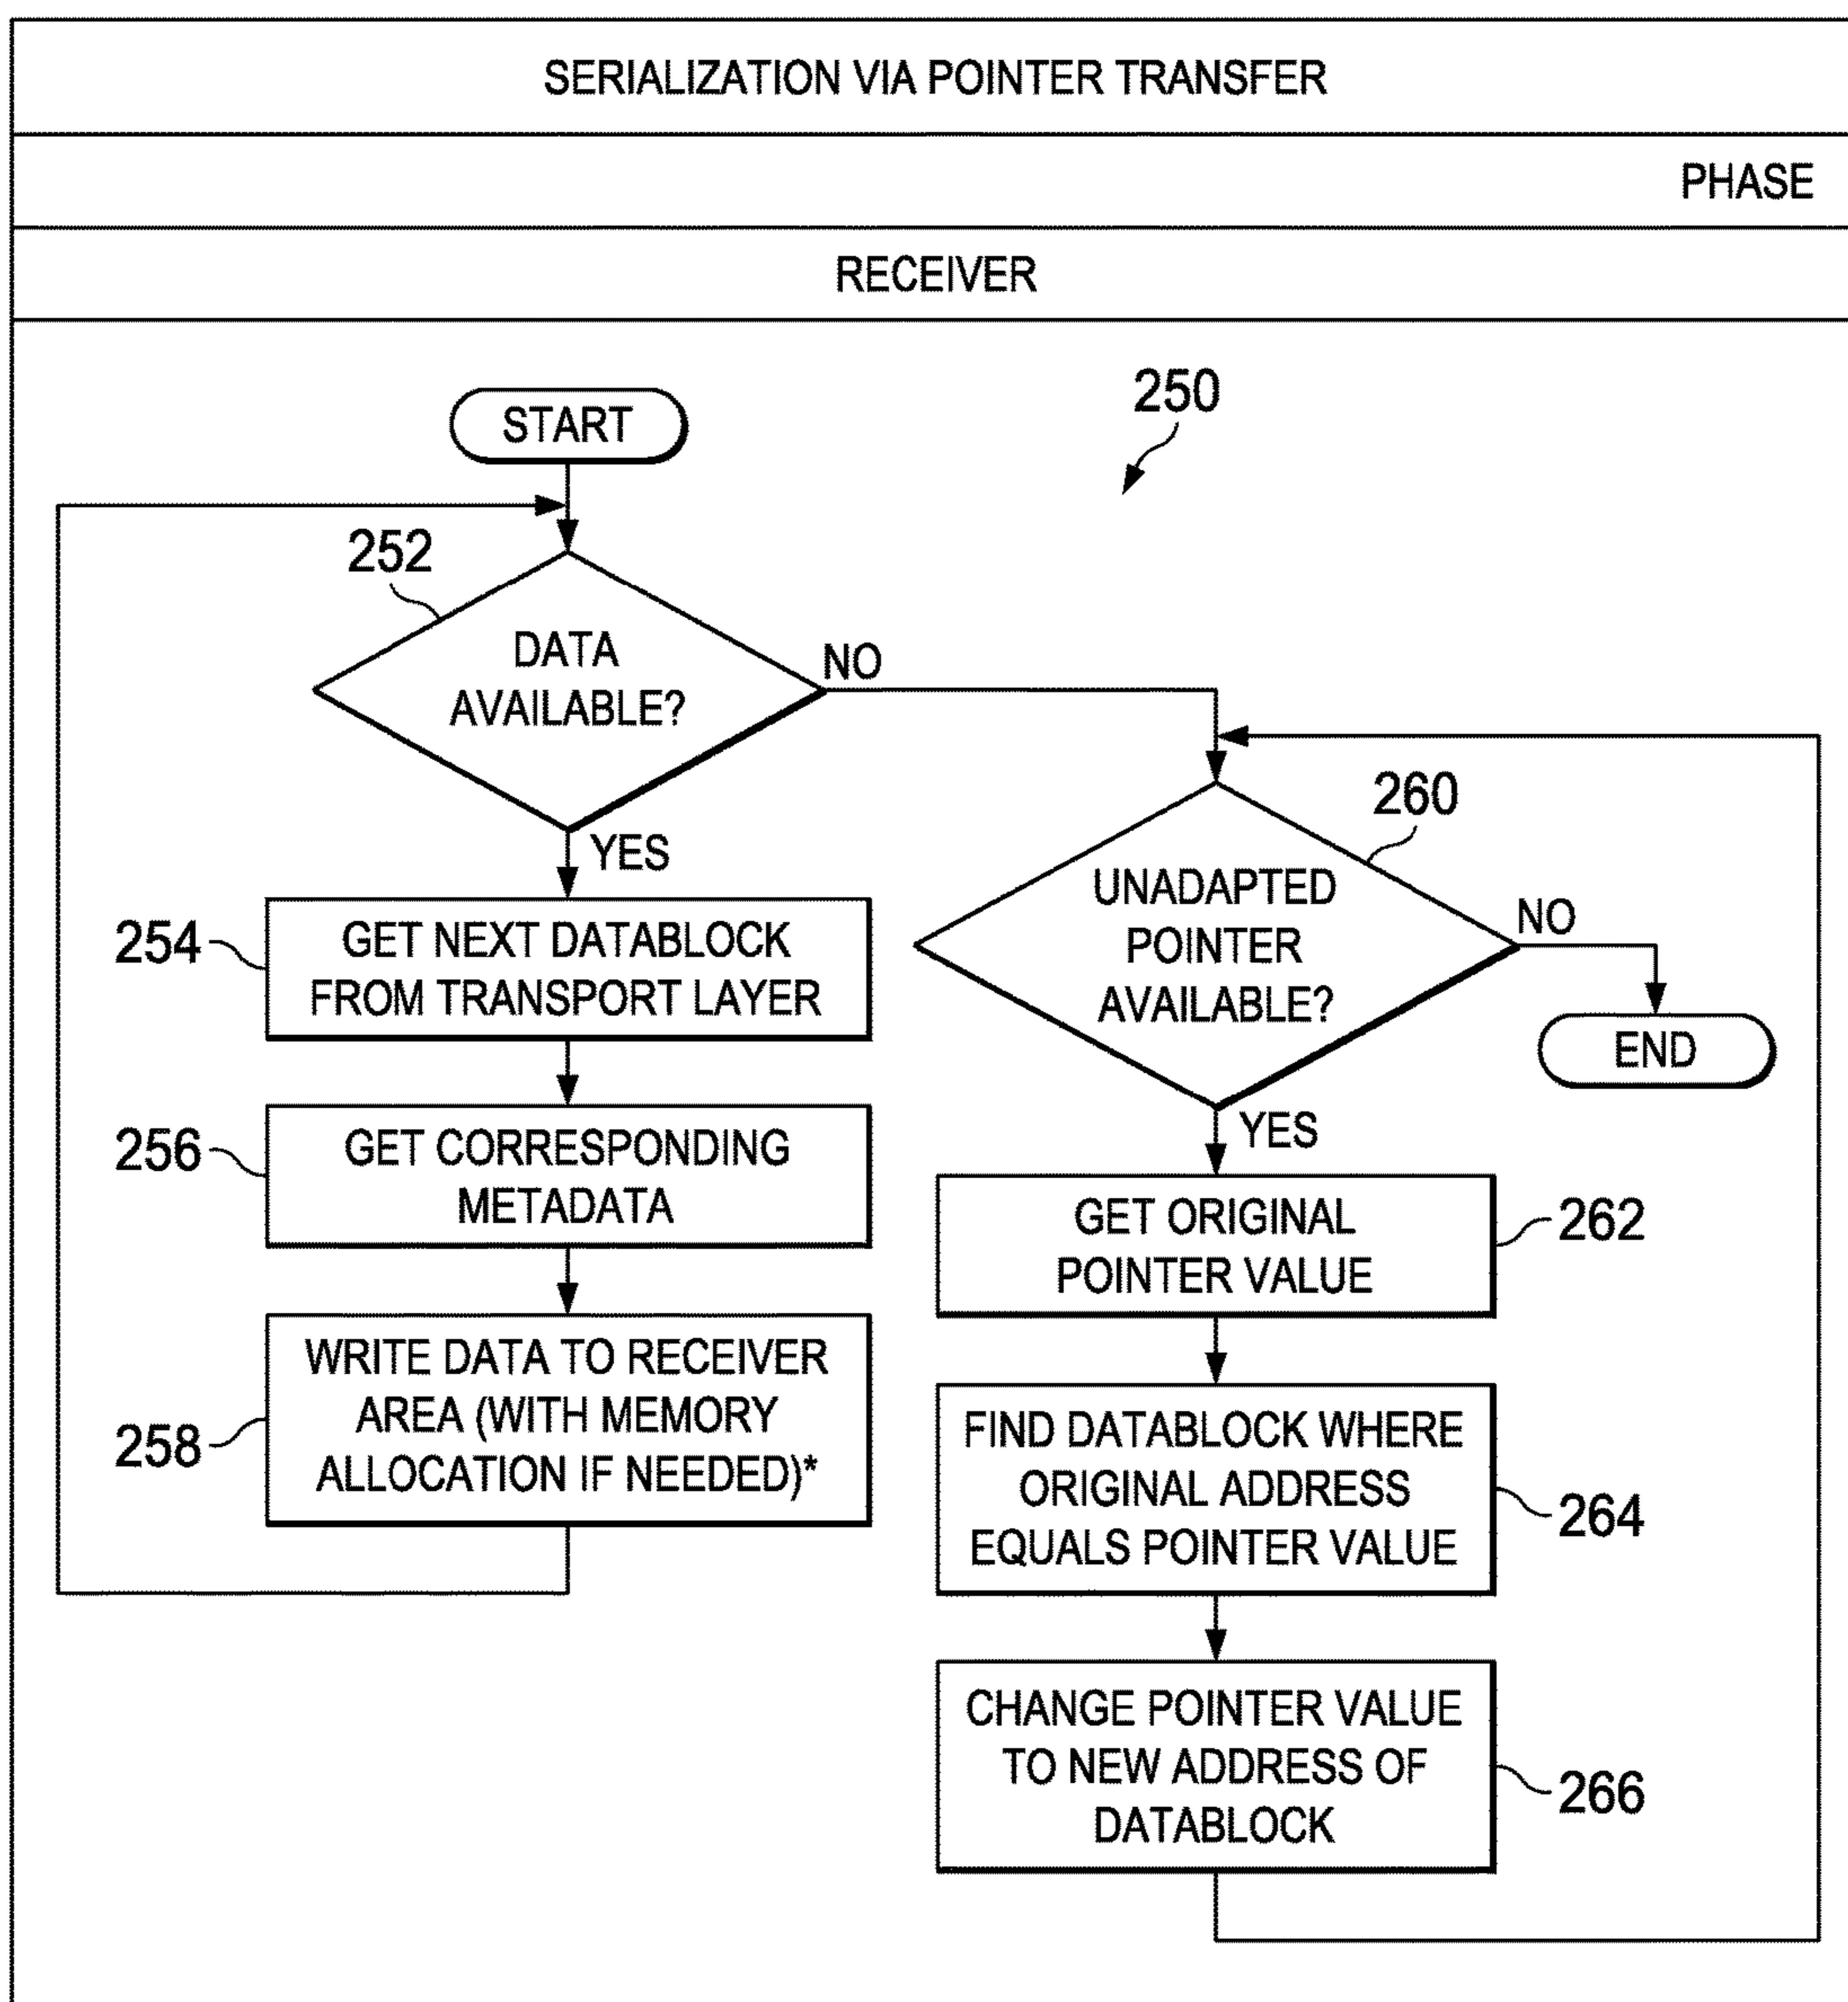 SERIALIZATION VIA POINTER TRANSFER
PHASE
RECEIVER
START
250
252
DATA
AVAILABLE?
NO
YES
254
GET NEXT DATABLOCK
FROM TRANSPORT LAYER
256
GET CORRESPONDING
METADATA
258
WRITE DATA TO RECEIVER
AREA (WITH MEMORY
ALLOCATION IF NEEDED)*
260
UNADAPTED
POINTER
AVAILABLE?
NO
END
YES
GET ORIGINAL
POINTER VALUE
262
FIND DATABLOCK WHERE
ORIGINAL ADDRESS
EQUALS POINTER VALUE
264
CHANGE POINTER VALUE
TO NEW ADDRESS OF
DATABLOCK
266